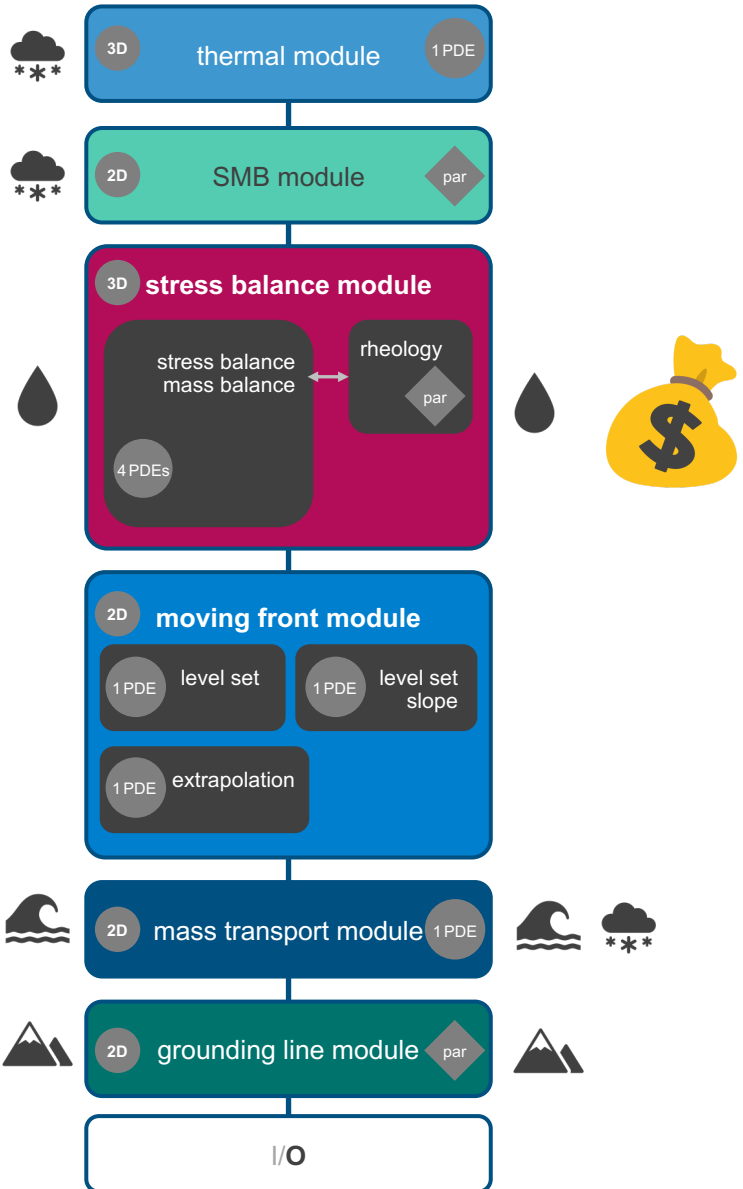 3D
thermal module
1 PDE
2D
SMB module
par
3D
stress balance module
stress balance
mass balance
4 PDEs
rheology
par
$
2D
moving front module
1 PDE
level set
1 PDE
level set
slope
1 PDE
extrapolation
2D
mass transport module
1 PDE
2D
grounding line module
par
I/O